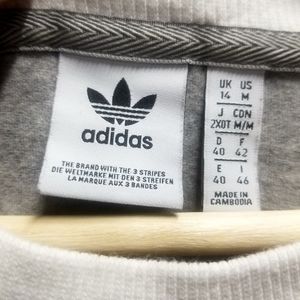 adidas
THE BRAND WITH THE 3 STRIPES
DIE WELTMARKE MIT DEN 3 STREIFEN
LA MARQUE AUX 3 BANDES
UK US
14 M
J CDN
2XOT M/M
D F
40 42
E I
40 46
MADE IN
CAMBODIA